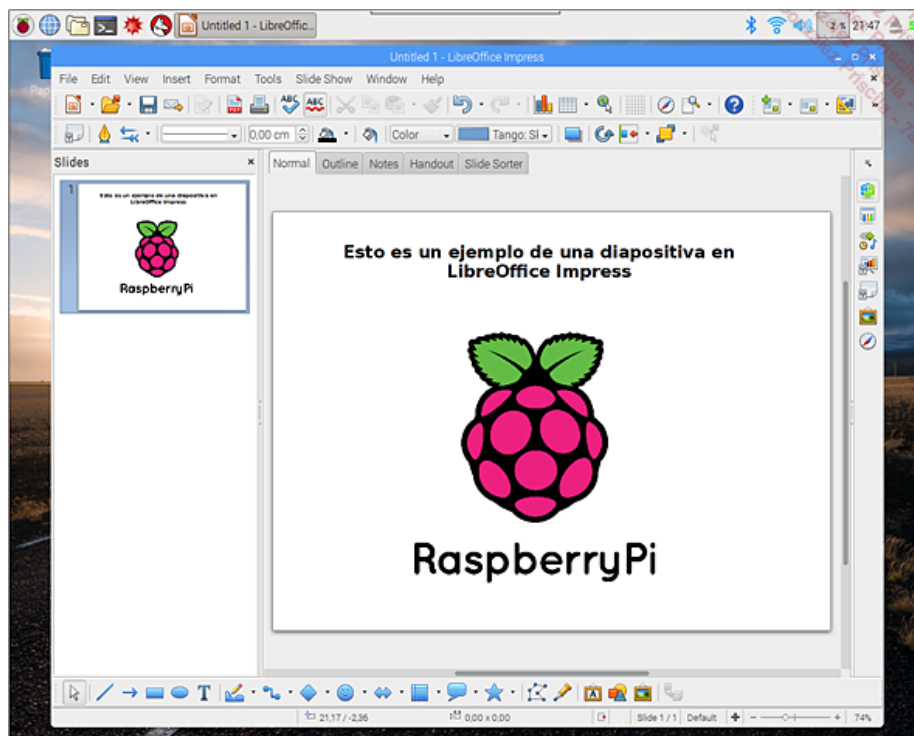 Untitled 1 - LibreOffic...
2 %
21:47
Untitled 1 - LibreOffice Impress
File Edit View Insert Format Tools Slide Show Window Help
0,00 cm
Color
Tango: Sl
Slides
Normal Outline Notes Handout Slide Sorter
1
Esto es un ejemplo de una diapositiva en
LibreOffice Impress
RaspberryPi
Esto es un ejemplo de una diapositiva en
LibreOffice Impress
RaspberryPi
21,17 / -2,36
0,00 x 0,00
Slide 1 / 1
Default
74%